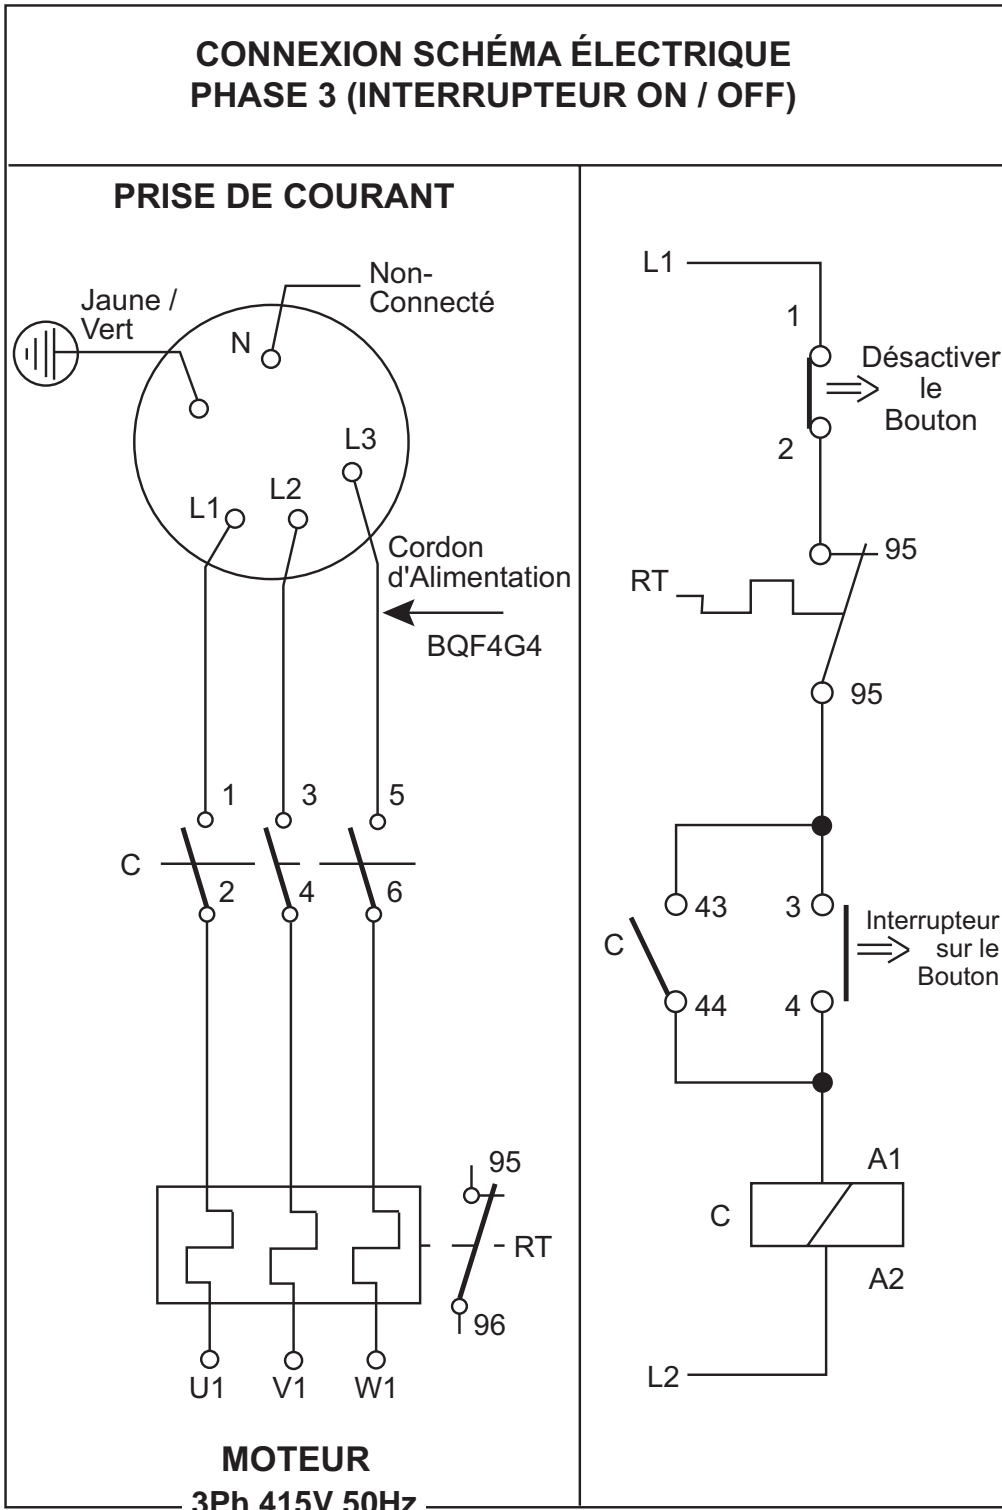 CONNEXION SCHÉMA ÉLECTRIQUE
PHASE 3 (INTERRUPTEUR ON / OFF)
PRISE DE COURANT
Non-
Connecté
Jaune /
Vert
N
L3
L2
L1
Cordon
d'Alimentation
BQF4G4
1
3
5
C
2
4
6
95
RT
96
U1
V1
W1
MOTEUR
3Ph 415V 50Hz
L1
1
Désactiver
le
Bouton
2
95
RT
95
43
3
Interrupteur
sur le
Bouton
C
44
4
A1
C
A2
L2